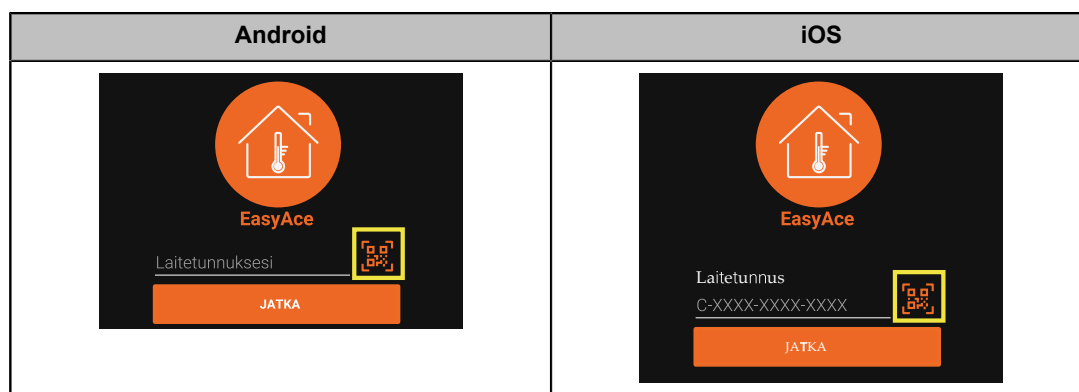 Android
iOS
EasyAce
Laitetunnuksesi
JATKA
EasyAce
Laitetunnus
C-XXXX-XXXX-XXXX
JATKA